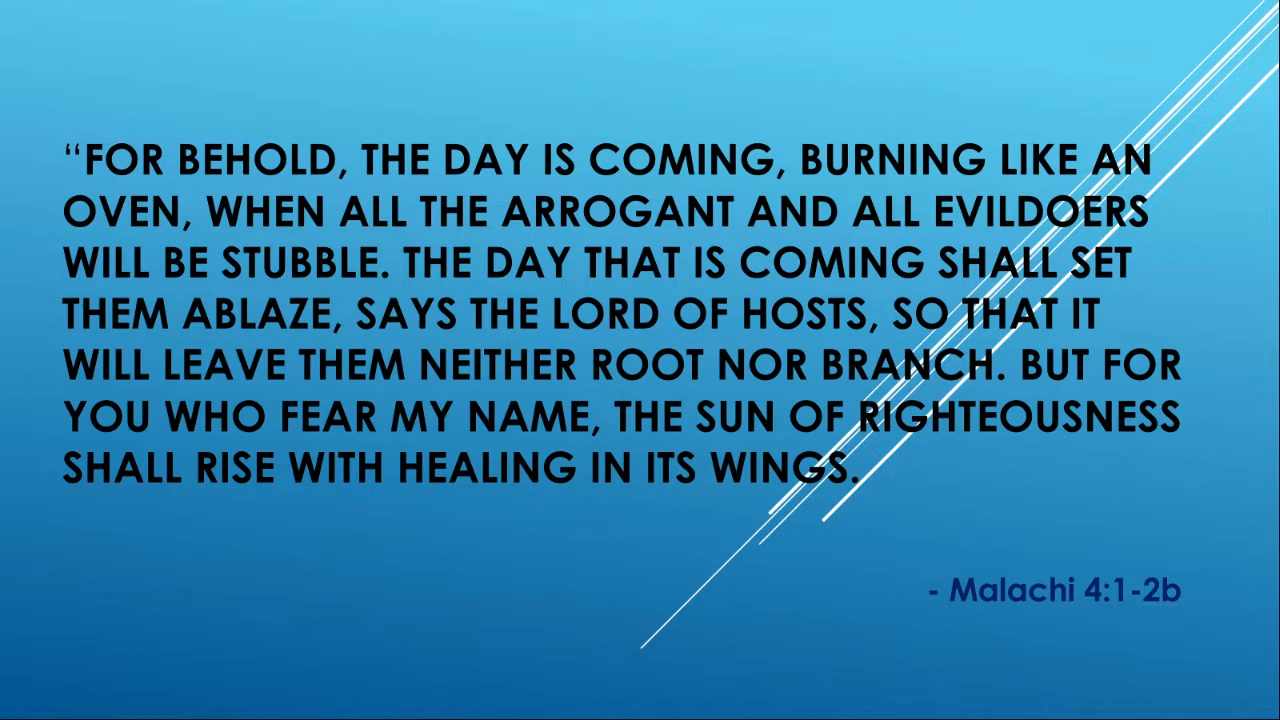 “FOR BEHOLD, THE DAY IS COMING, BURNING LIKE AN
OVEN, WHEN ALL THE ARROGANT AND ALL EVILDOERS
WILL BE STUBBLE. THE DAY THAT IS COMING SHALL SET
THEM ABLAZE, SAYS THE LORD OF HOSTS, SO THAT IT
WILL LEAVE THEM NEITHER ROOT NOR BRANCH. BUT FOR
YOU WHO FEAR MY NAME, THE SUN OF RIGHTEOUSNESS
SHALL RISE WITH HEALING IN ITS WINGS.
- Malachi 4:1-2b